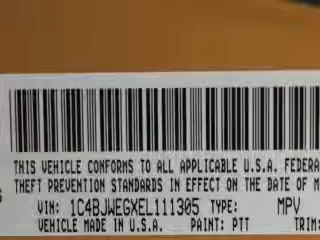 THIS VEHICLE CONFORMS TO ALL APPLICABLE U.S.A. FEDERA
THEFT PREVENTION STANDARDS IN EFFECT ON THE DATE OF M
VIN: 1C4BJWEGXEL111305 TYPE: MPV
VEHICLE MADE IN U.S.A. PAINT: PTT TRIM: